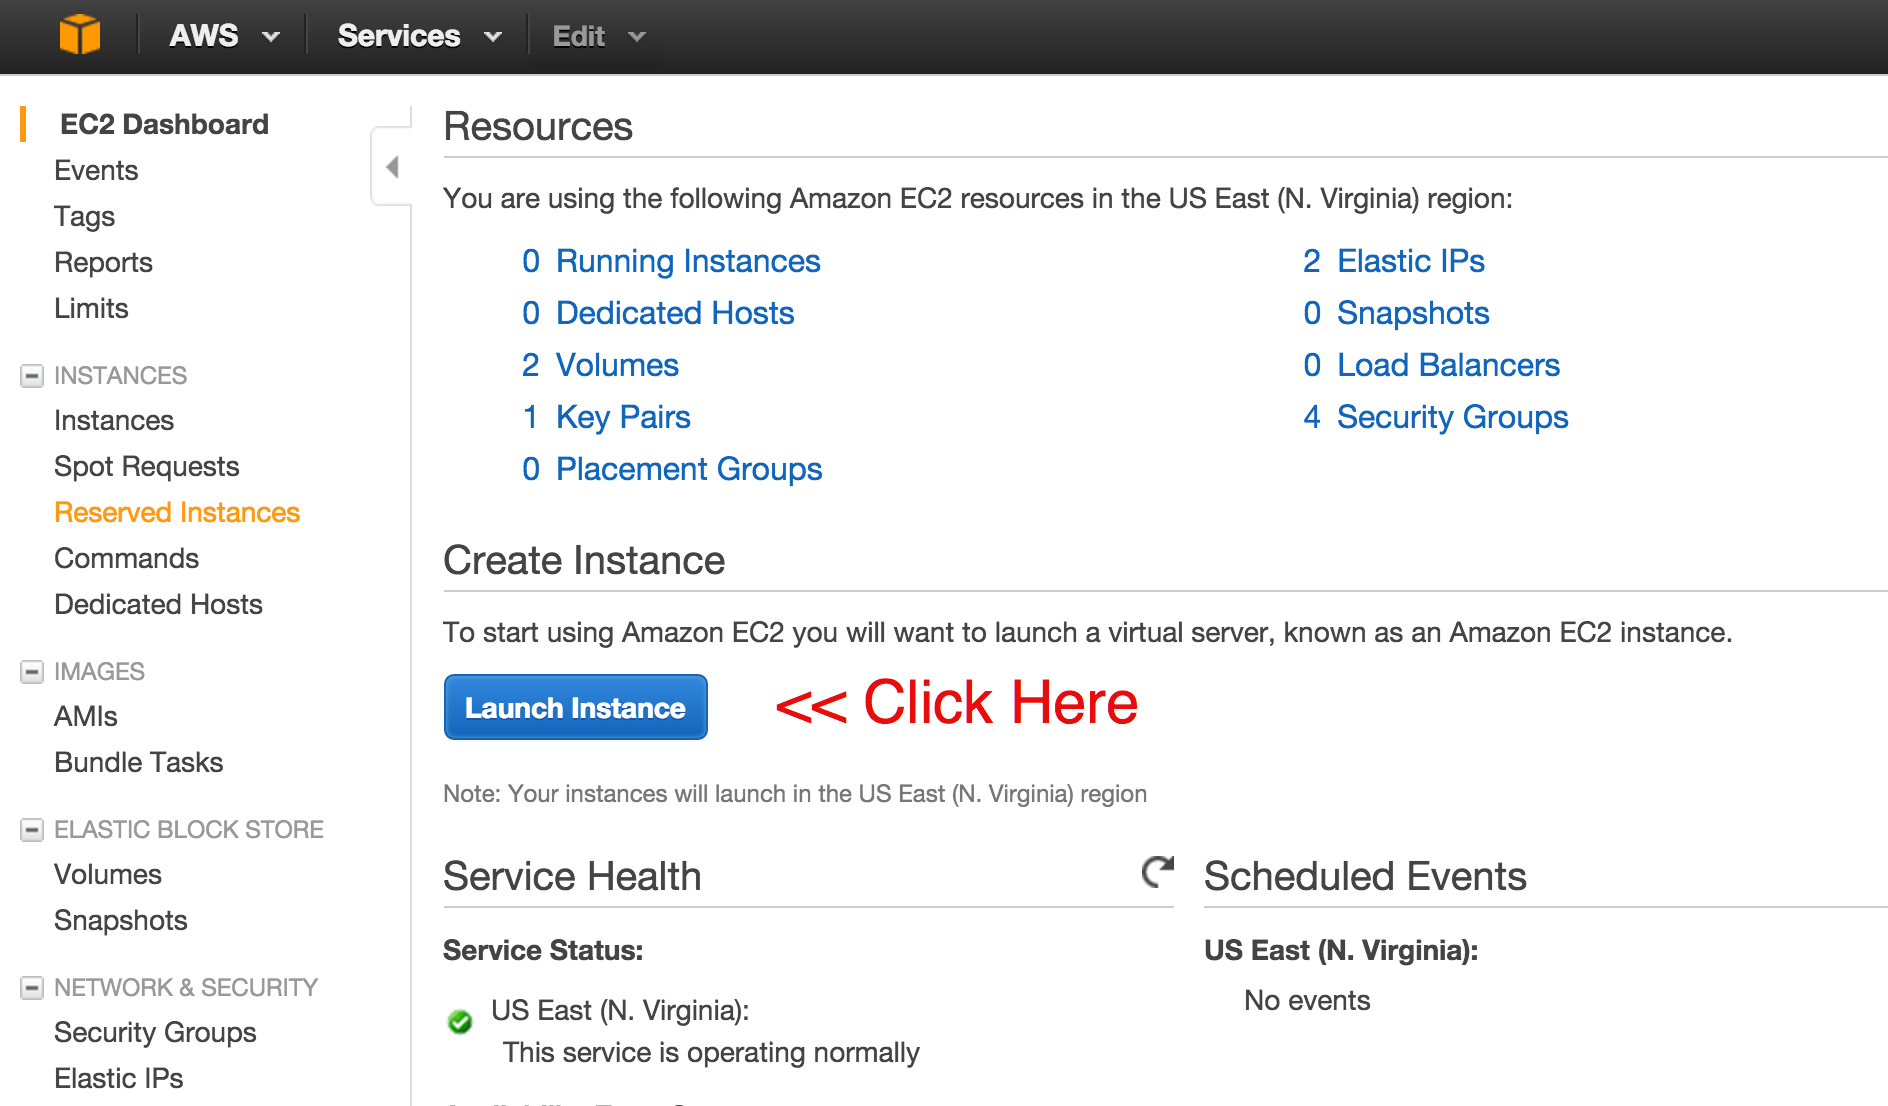 AWS Services Edit
EC2 Dashboard
Events
Tags
Reports
Limits
INSTANCES
Instances
Spot Requests
Reserved Instances
Commands
Dedicated Hosts
IMAGES
AMIs
Bundle Tasks
ELASTIC BLOCK STORE
Volumes
Snapshots
NETWORK & SECURITY
Security Groups
Elastic IPs
Resources
You are using the following Amazon EC2 resources in the US East (N. Virginia) region:
0 Running Instances
0 Dedicated Hosts
2 Volumes
1 Key Pairs
0 Placement Groups
2 Elastic IPs
0 Snapshots
0 Load Balancers
4 Security Groups
Create Instance
To start using Amazon EC2 you will want to launch a virtual server, known as an Amazon EC2 instance.
Launch Instance << Click Here
Note: Your instances will launch in the US East (N. Virginia) region
Service Health
Service Status:
US East (N. Virginia):
This service is operating normally
Scheduled Events
US East (N. Virginia):
No events